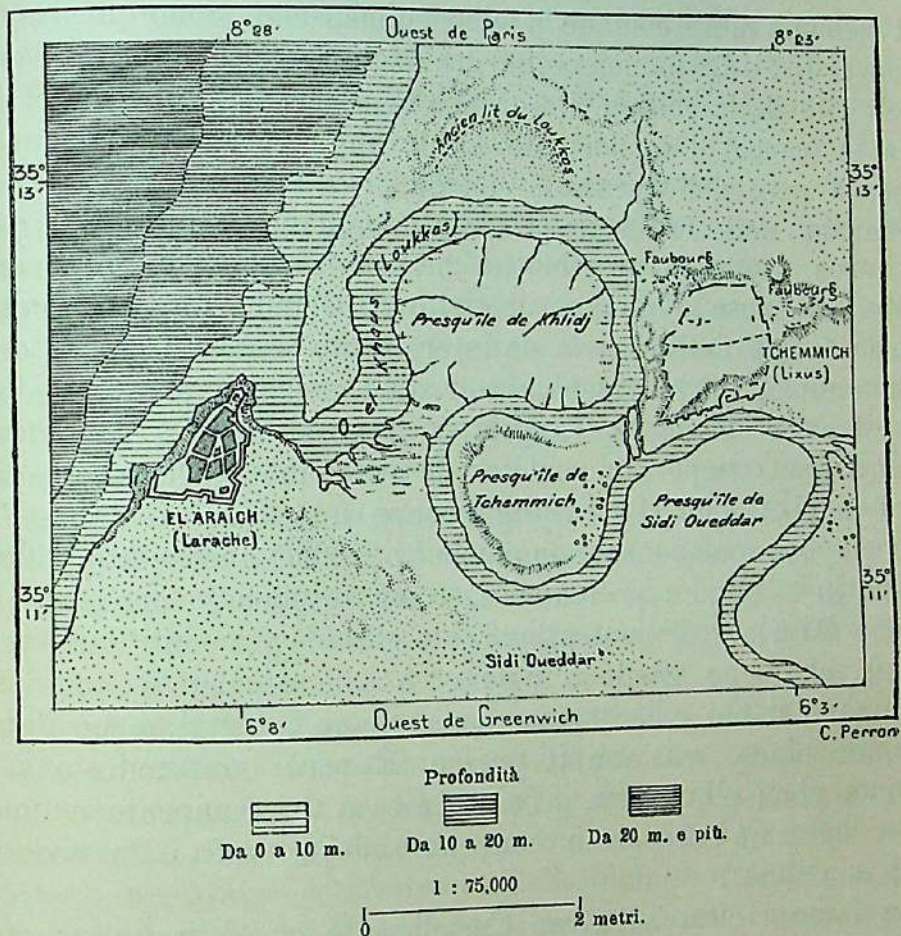 8° 28'
Ouest de Paris
8° 23'
35°
13'
35°
13'
Ancien lit du Loukkos
O. el-Khous (Loukkos)
Faubourg
Faubourg
Presqu'île de Khlidj
TCHEMMICH
(Lixus)
EL ARAÏCH
(Larache)
Presqu'île de
Tchemmich
Presqu'île de
Sidi Oueddar
35°
11'
35°
11'
Sidi Oueddar
6° 8'
Ouest de Greenwich
6° 3'
C. Perron
Profondità
Da 0 a 10 m.
Da 10 a 20 m.
Da 20 m. e più.
1 : 75,000
0
2 metri.